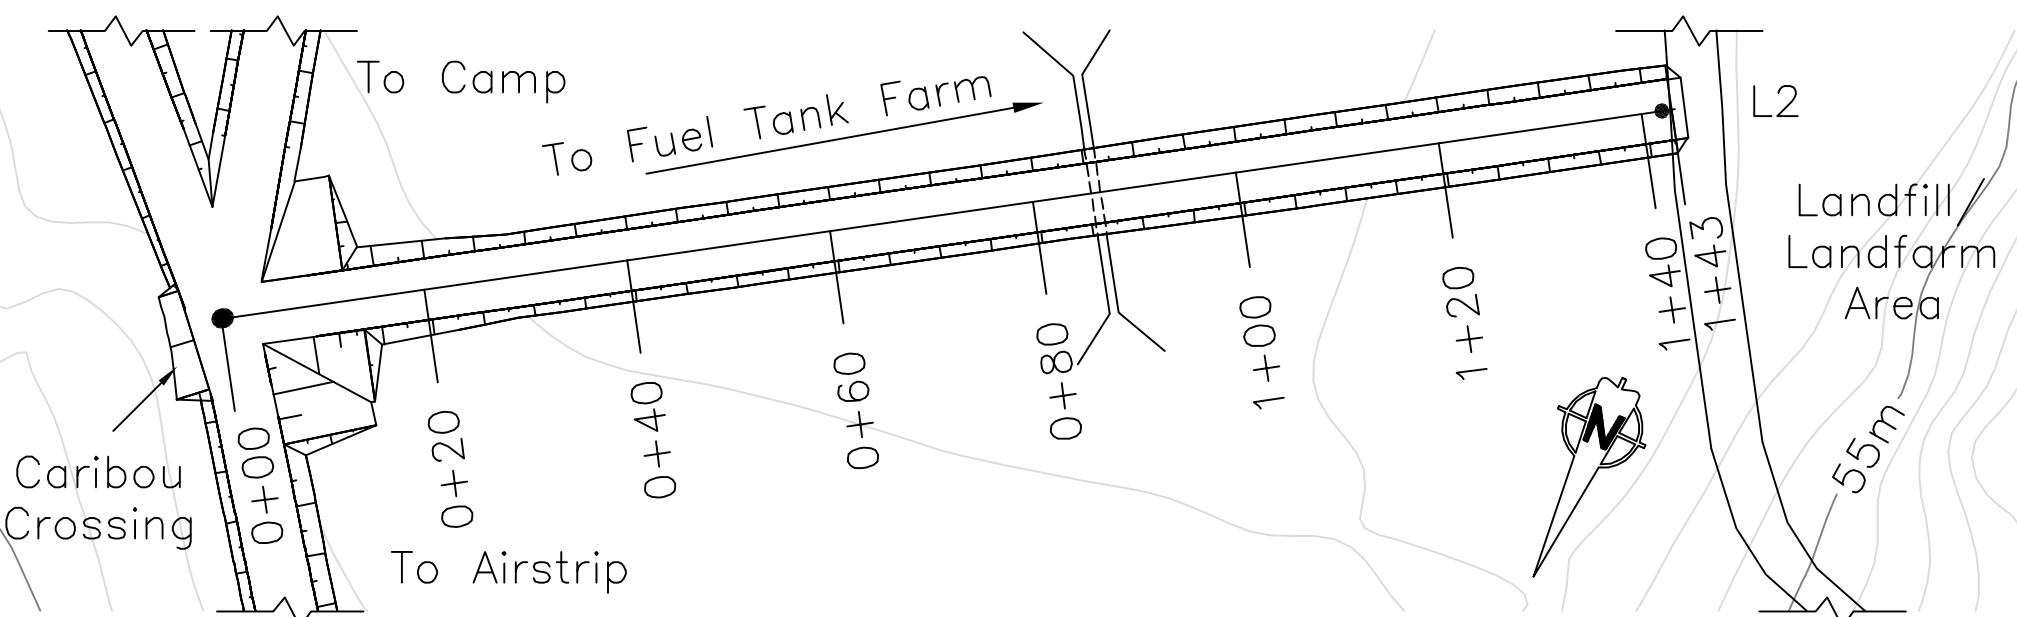 To Camp
To Fuel Tank Farm
L2
Landfill/
Landfarm
Area
Caribou
Crossing
To Airstrip
0+00
0+20
0+40
0+60
0+80
1+00
1+20
1+40
1+43
N
55m